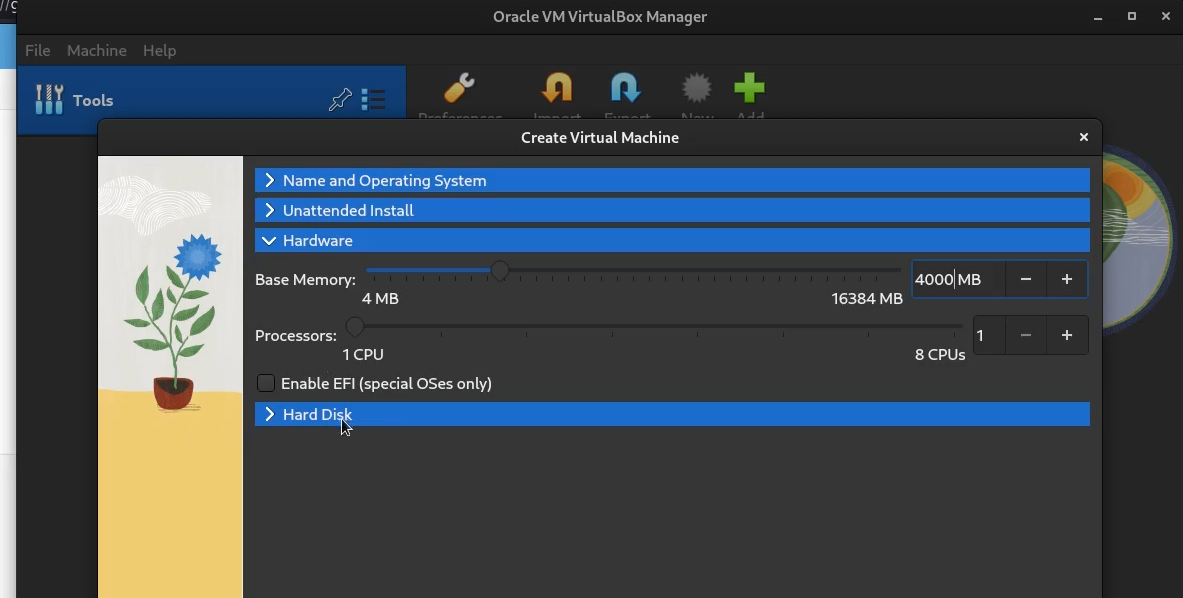 Oracle VM VirtualBox Manager
File Machine Help
Tools
Preferences Import Export New Add
Create Virtual Machine
Name and Operating System
Unattended Install
Hardware
Base Memory:
4000 MB
4 MB 16384 MB
Processors:
1
1 CPU 8 CPUs
Enable EFI (special OSes only)
Hard Disk